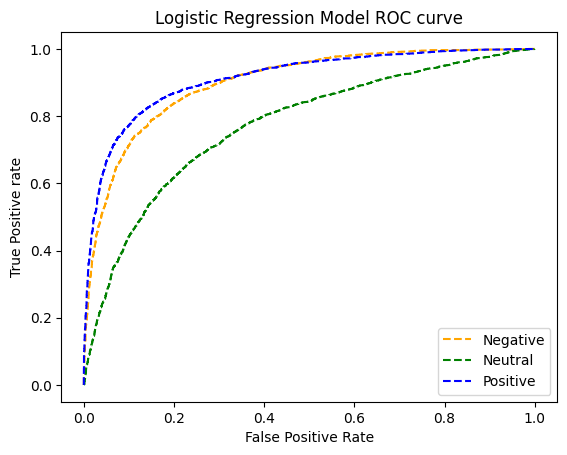 Logistic Regression Model ROC curve
True Positive rate
1.0
0.8
0.6
0.4
0.2
0.0
0.0 0.2 0.4 0.6 0.8 1.0
False Positive Rate
Negative
Neutral
Positive